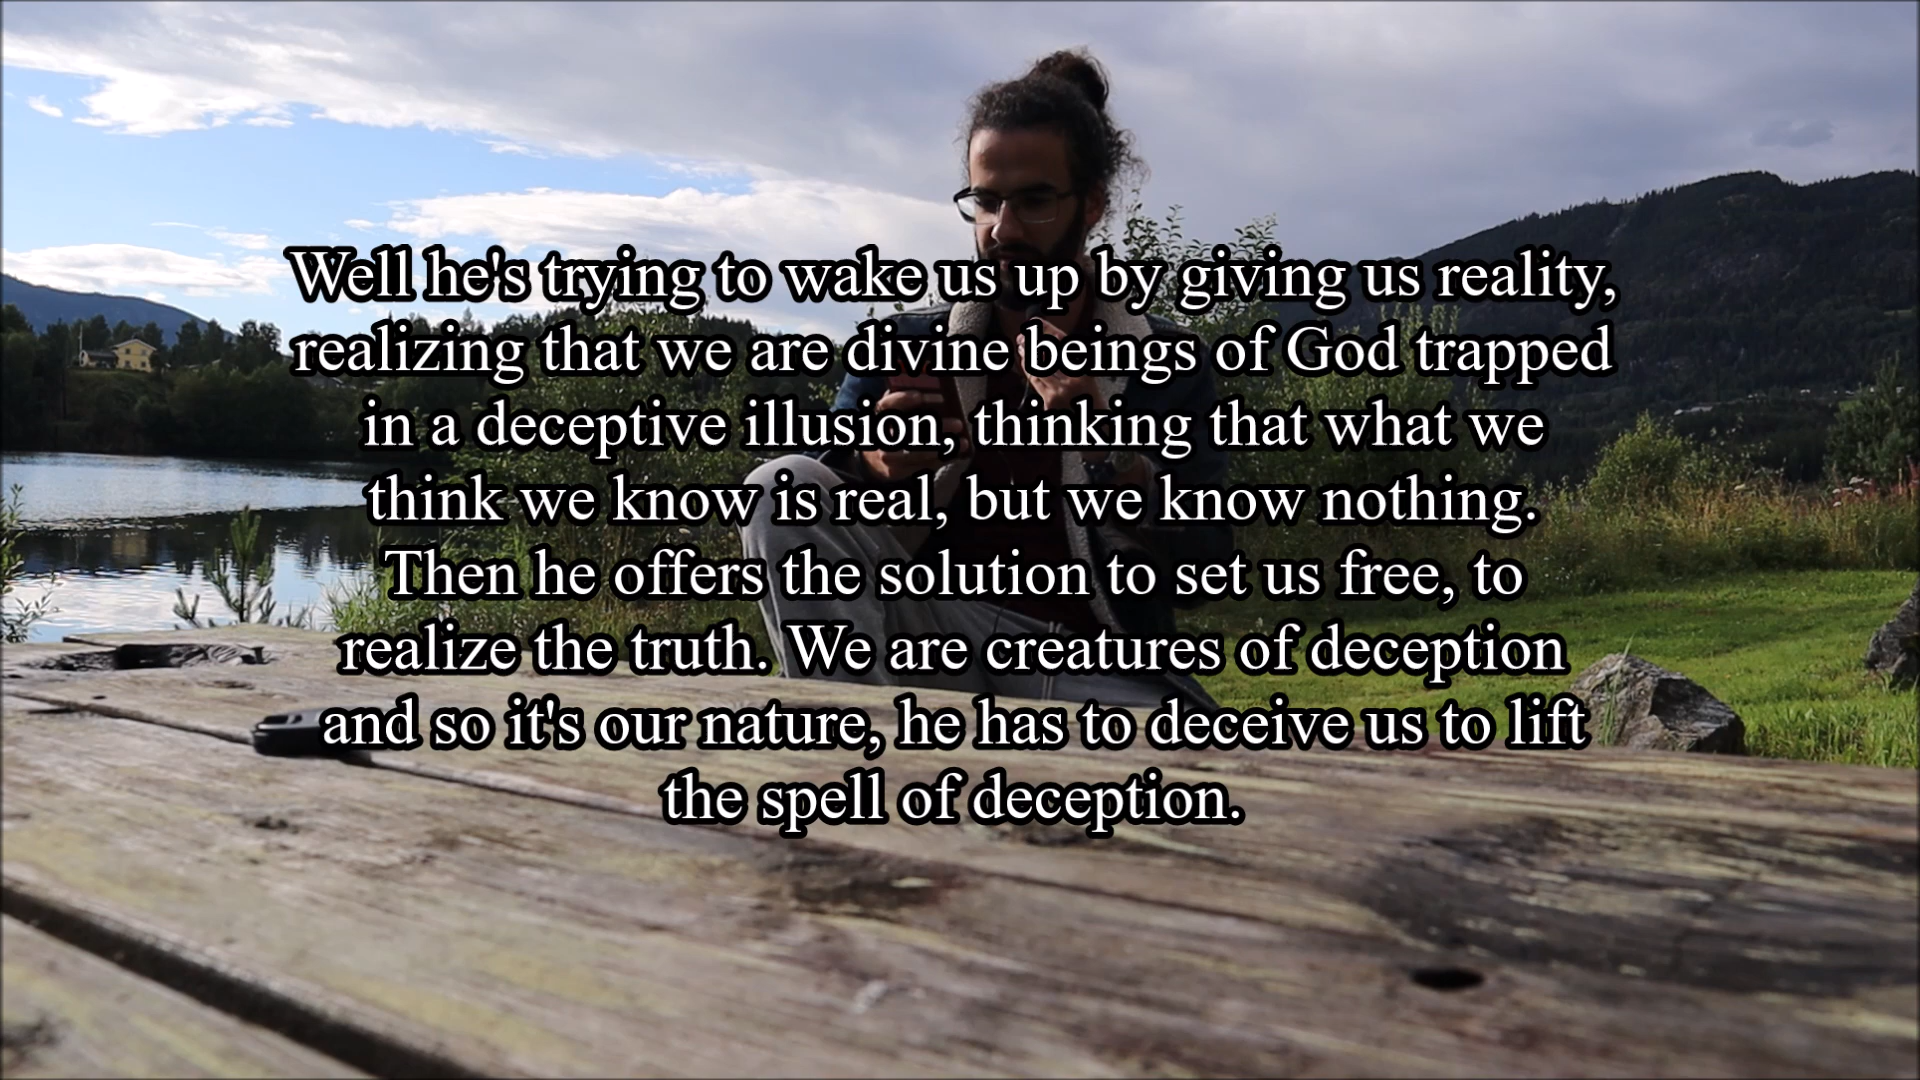 Well he's trying to wake us up by giving us reality,
realizing that we are divine beings of God trapped
in a deceptive illusion, thinking that what we
think we know is real, but we know nothing.
Then he offers the solution to set us free, to
realize the truth. We are creatures of deception
and so it's our nature, he has to deceive us to lift
the spell of deception.